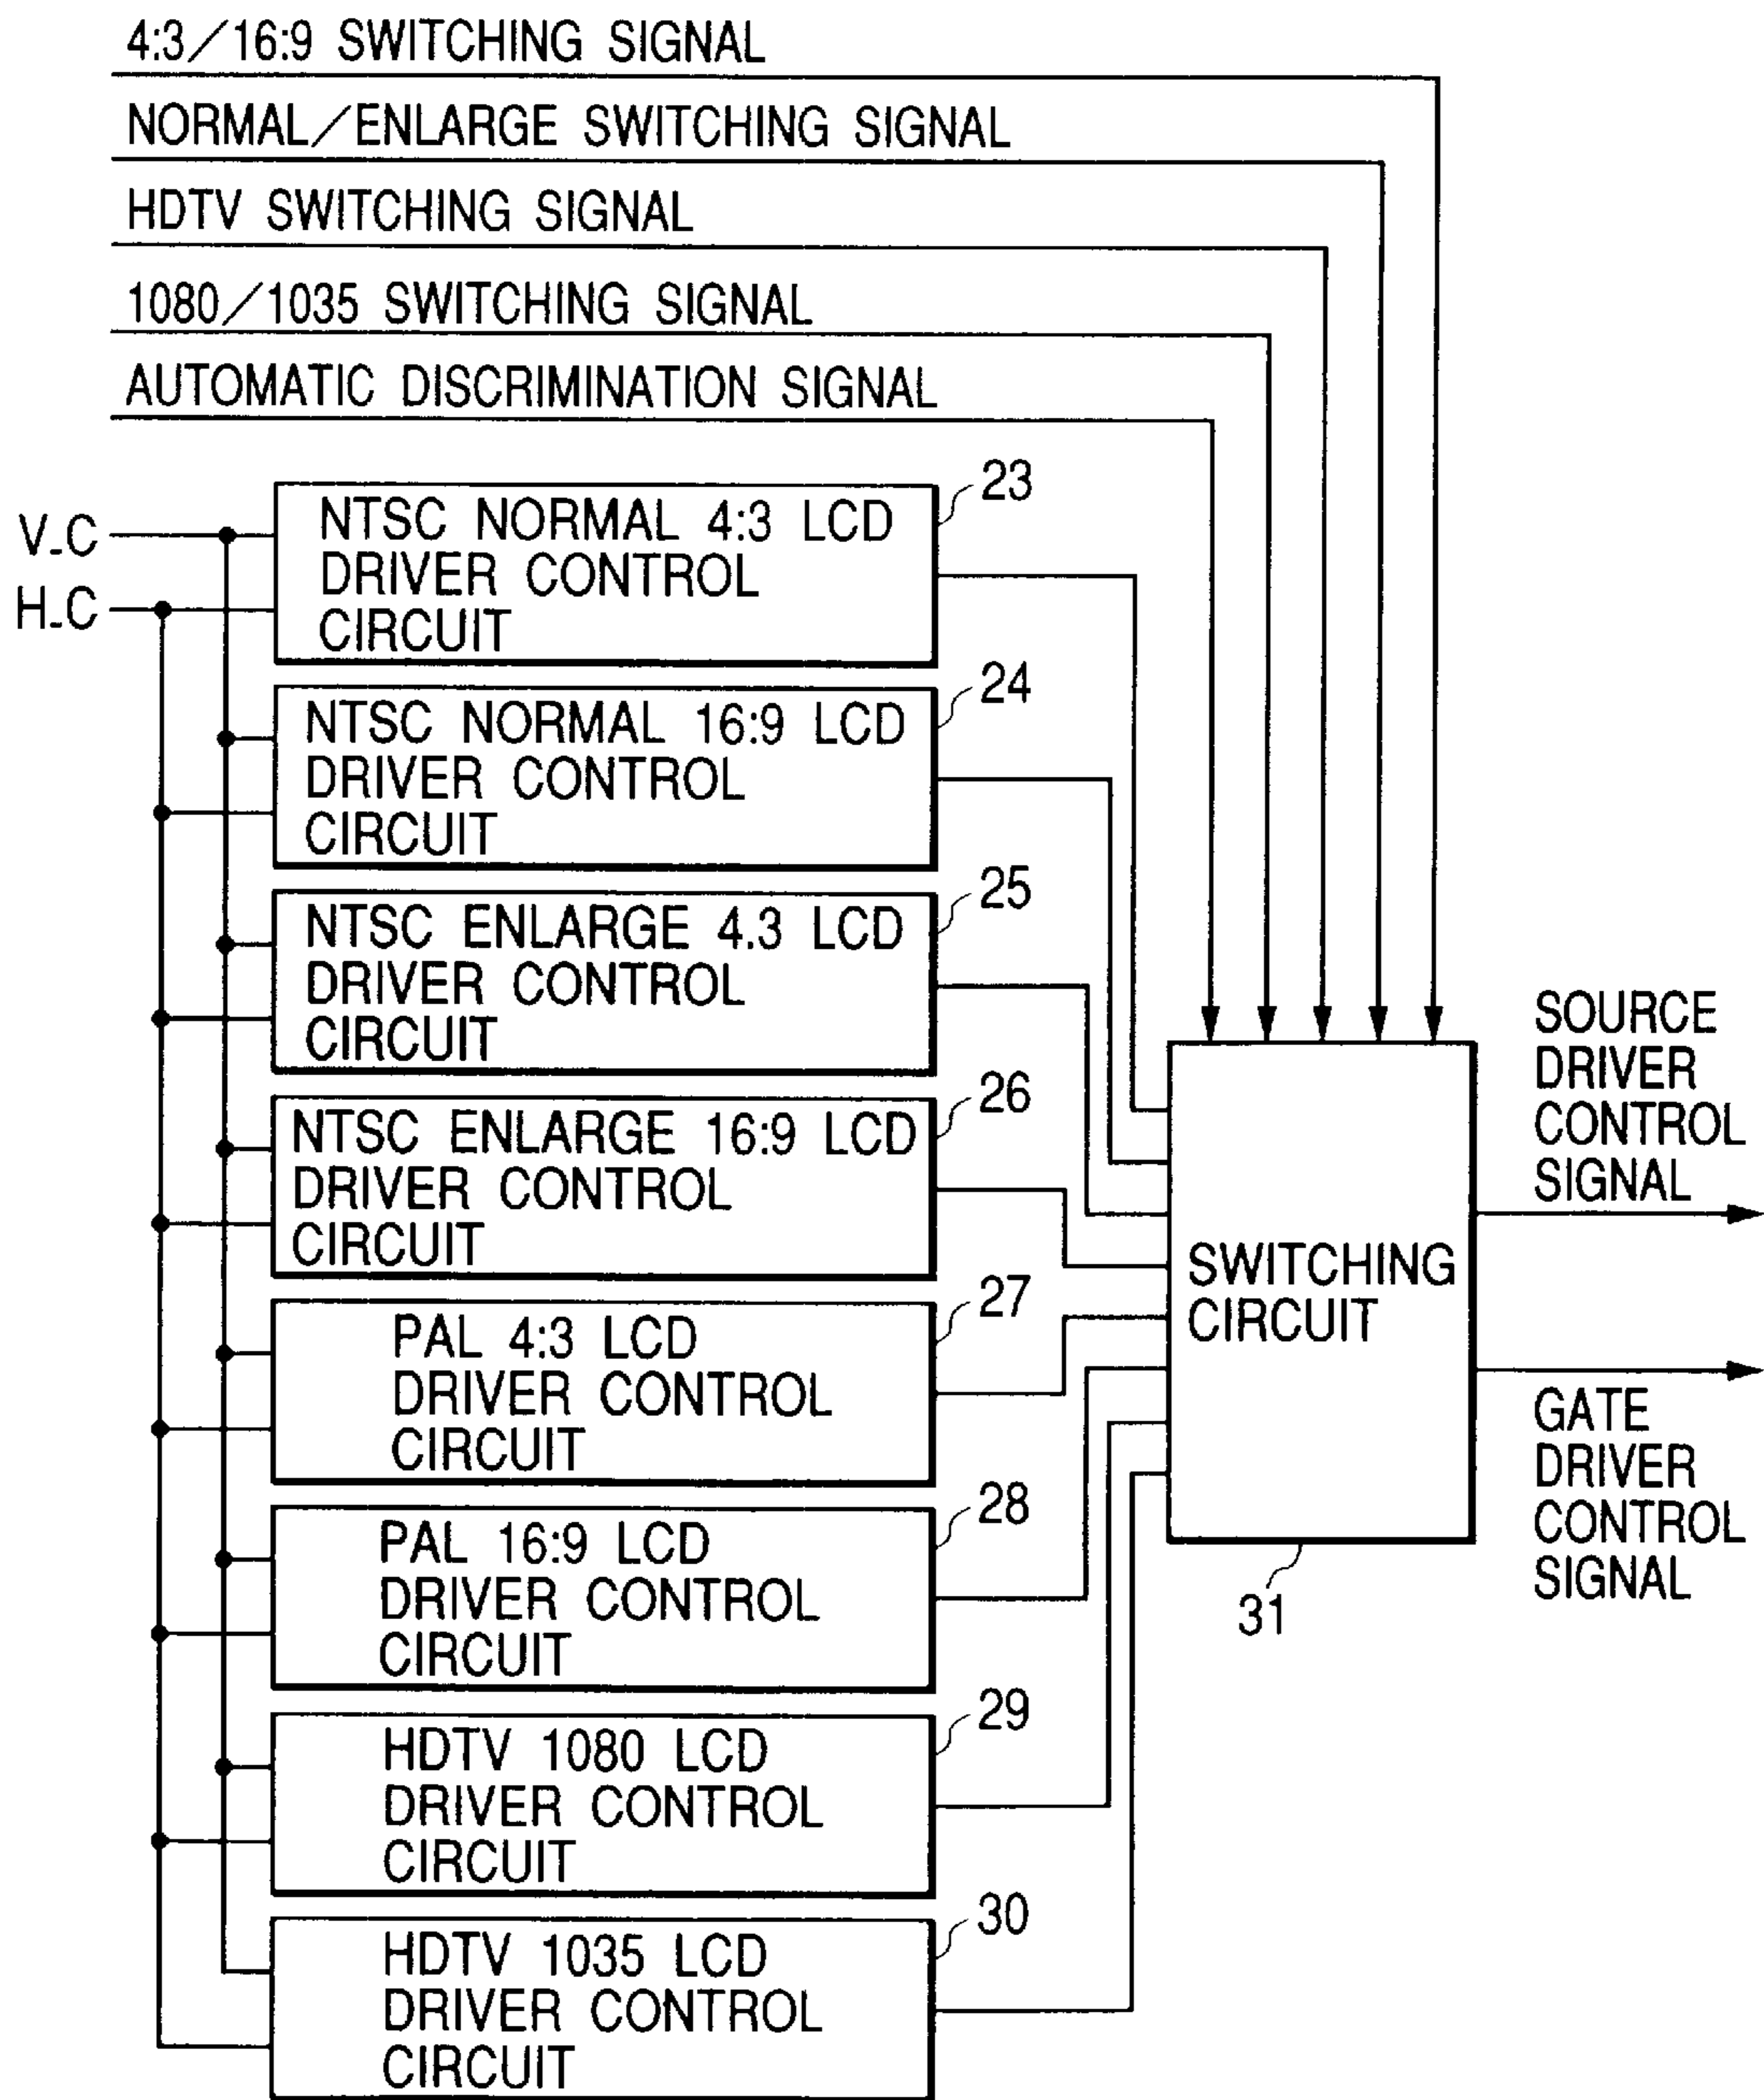 4:3/16:9 SWITCHING SIGNAL
NORMAL/ENLARGE SWITCHING SIGNAL
HDTV SWITCHING SIGNAL
1080/1035 SWITCHING SIGNAL
AUTOMATIC DISCRIMINATION SIGNAL
V-C
H-C
23
NTSC NORMAL 4:3 LCD
DRIVER CONTROL
CIRCUIT
24
NTSC NORMAL 16:9 LCD
DRIVER CONTROL
CIRCUIT
25
NTSC ENLARGE 4.3 LCD
DRIVER CONTROL
CIRCUIT
26
NTSC ENLARGE 16:9 LCD
DRIVER CONTROL
CIRCUIT
27
PAL 4:3 LCD
DRIVER CONTROL
CIRCUIT
28
PAL 16:9 LCD
DRIVER CONTROL
CIRCUIT
29
HDTV 1080 LCD
DRIVER CONTROL
CIRCUIT
30
HDTV 1035 LCD
DRIVER CONTROL
CIRCUIT
SWITCHING
CIRCUIT
31
SOURCE
DRIVER
CONTROL
SIGNAL
GATE
DRIVER
CONTROL
SIGNAL